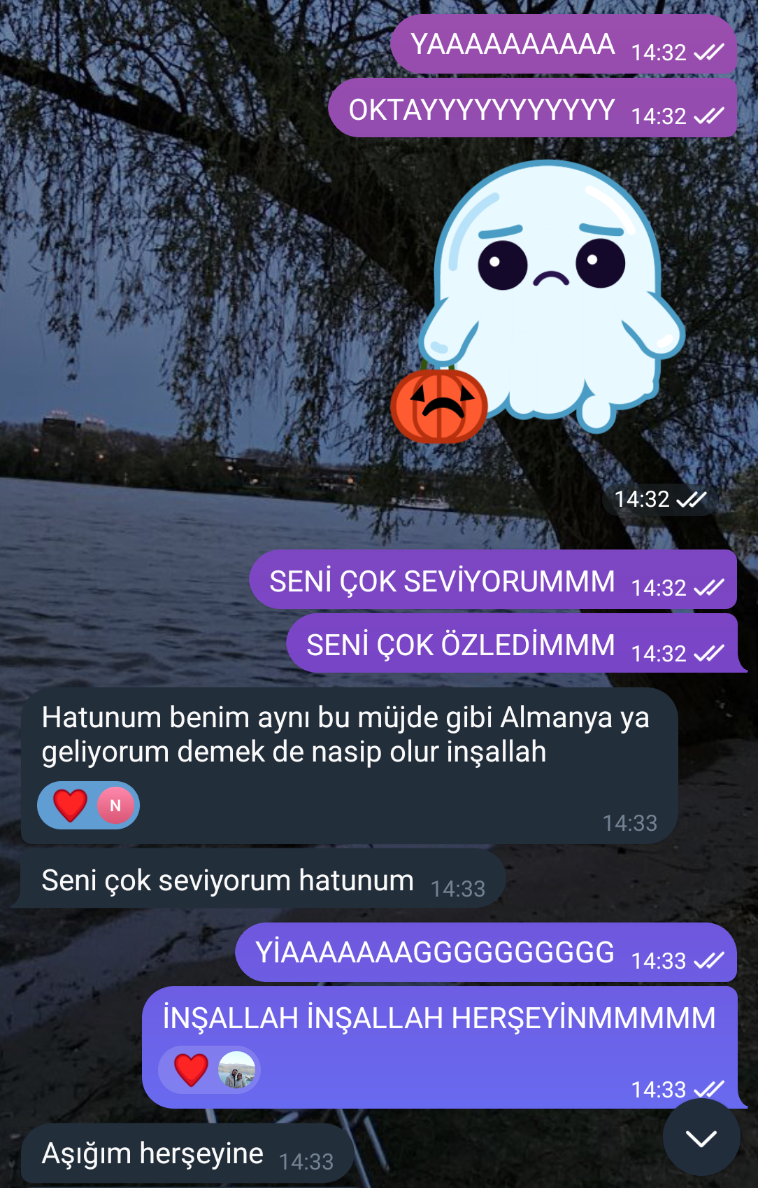 YAAAAAAAAAA 14:32
OKTAYYYYYYYYYYY 14:32
14:32
SENİ ÇOK SEVİYORUMMM 14:32
SENİ ÇOK ÖZLEDİMMM 14:32
Hatunum benim aynı bu müjde gibi Almanya ya
geliyorum demek de nasip olur inşallah
N
14:33
Seni çok seviyorum hatunum 14:33
YİAAAAAAAGGGGGGGGGG 14:33
İNŞALLAH İNŞALLAH HERŞEYİNMMMMM
14:33
Aşığım herşeyine 14:33